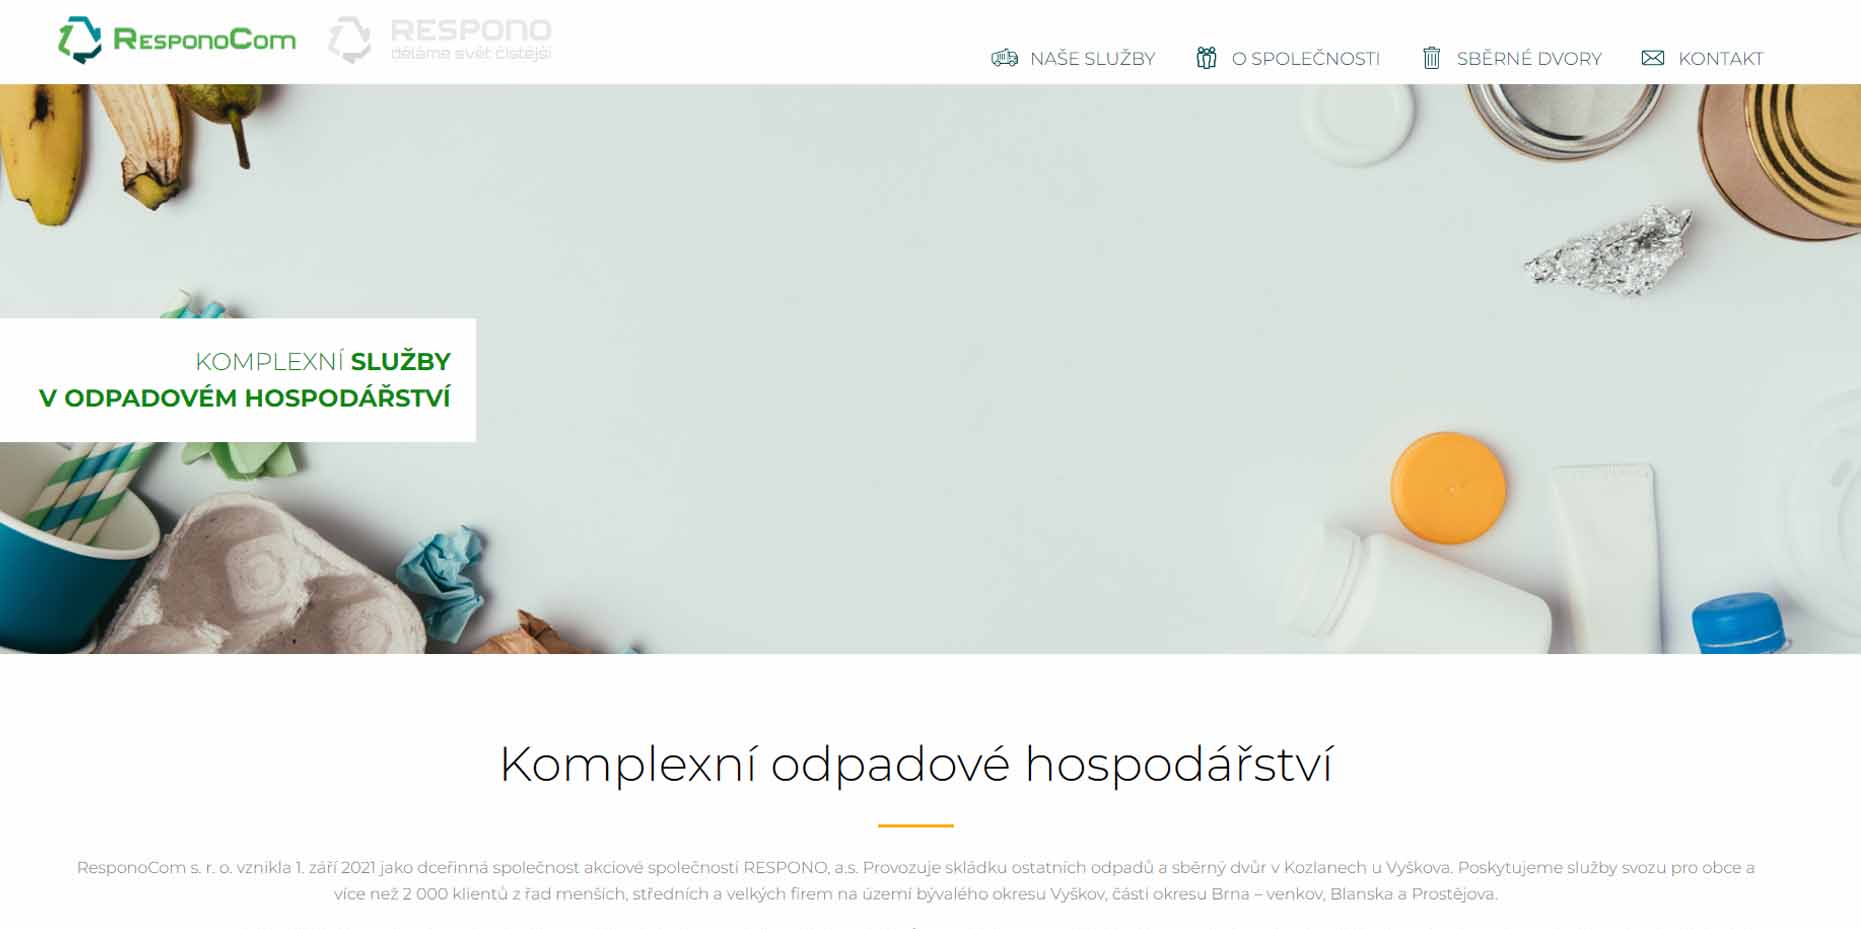 ResponoCom
RESPONO
děláme svět čistější
NAŠE SLUŽBY
O SPOLEČNOSTI
SBĚRNÉ DVORY
KONTAKT
KOMPLEXNÍ SLUŽBY
V ODPADOVÉM HOSPODÁŘSTVÍ
Komplexní odpadové hospodářství
ResponoCom s. r. o. vznikla 1. září 2021 jako dceřinná společnost akciové společnosti RESPONO, a.s. Provozuje skládku ostatních odpadů a sběrný dvůr v Kozlanech u Vyškova. Poskytujeme služby svozu pro obce a
více než 2 000 klientů z řad menších, středních a velkých firem na území bývalého okresu Vyškov, části okresu Brna – venkov, Blanska a Prostějova.